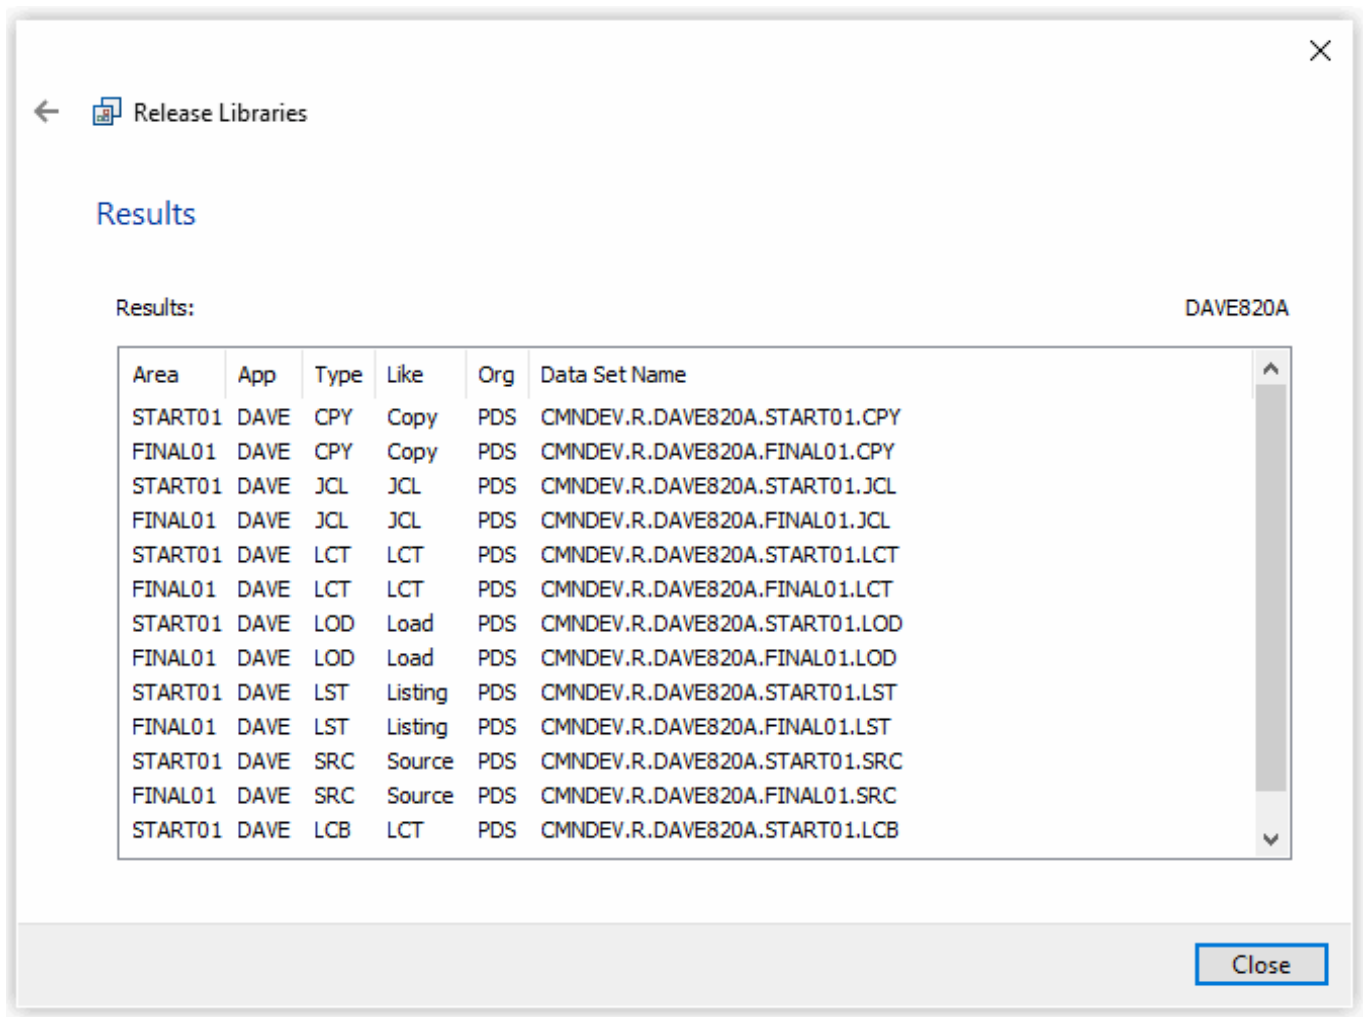 Release Libraries
Results
Results: DAVE820A
Area App Type Like Org Data Set Name
START01 DAVE CPY Copy PDS CMNDEV.R.DAVE820A.START01.CPY
FINAL01 DAVE CPY Copy PDS CMNDEV.R.DAVE820A.FINAL01.CPY
START01 DAVE JCL JCL PDS CMNDEV.R.DAVE820A.START01.JCL
FINAL01 DAVE JCL JCL PDS CMNDEV.R.DAVE820A.FINAL01.JCL
START01 DAVE LCT LCT PDS CMNDEV.R.DAVE820A.START01.LCT
FINAL01 DAVE LCT LCT PDS CMNDEV.R.DAVE820A.FINAL01.LCT
START01 DAVE LOD Load PDS CMNDEV.R.DAVE820A.START01.LOD
FINAL01 DAVE LOD Load PDS CMNDEV.R.DAVE820A.FINAL01.LOD
START01 DAVE LST Listing PDS CMNDEV.R.DAVE820A.START01.LST
FINAL01 DAVE LST Listing PDS CMNDEV.R.DAVE820A.FINAL01.LST
START01 DAVE SRC Source PDS CMNDEV.R.DAVE820A.START01.SRC
FINAL01 DAVE SRC Source PDS CMNDEV.R.DAVE820A.FINAL01.SRC
START01 DAVE LCB LCT PDS CMNDEV.R.DAVE820A.START01.LCB
Close